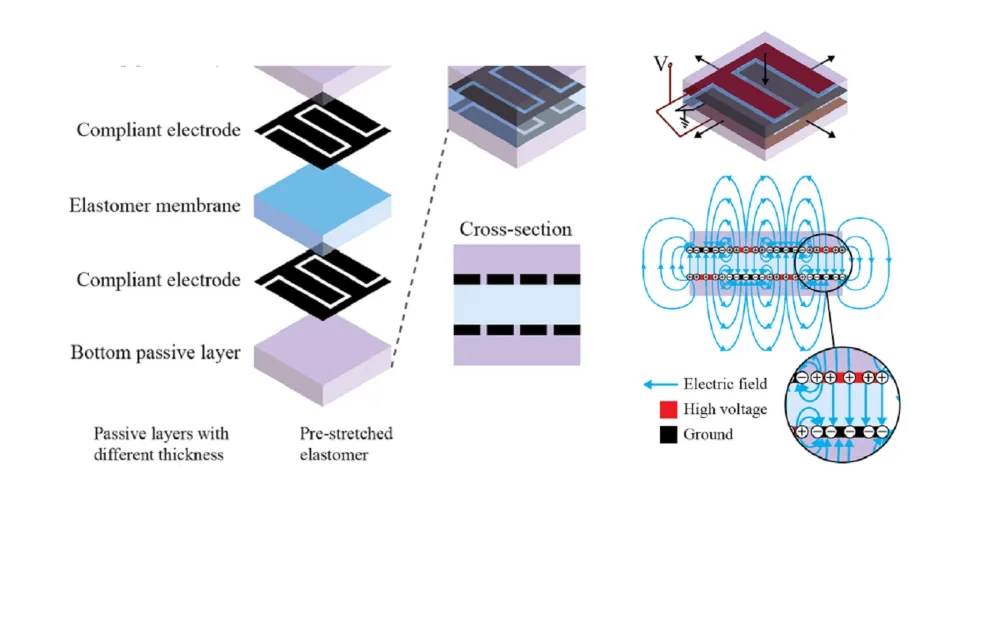 Compliant electrode
Elastomer membrane
Compliant electrode
Bottom passive layer
Passive layers with
different thickness
Pre-stretched
elastomer
Cross-section
V
Electric field
High voltage
Ground